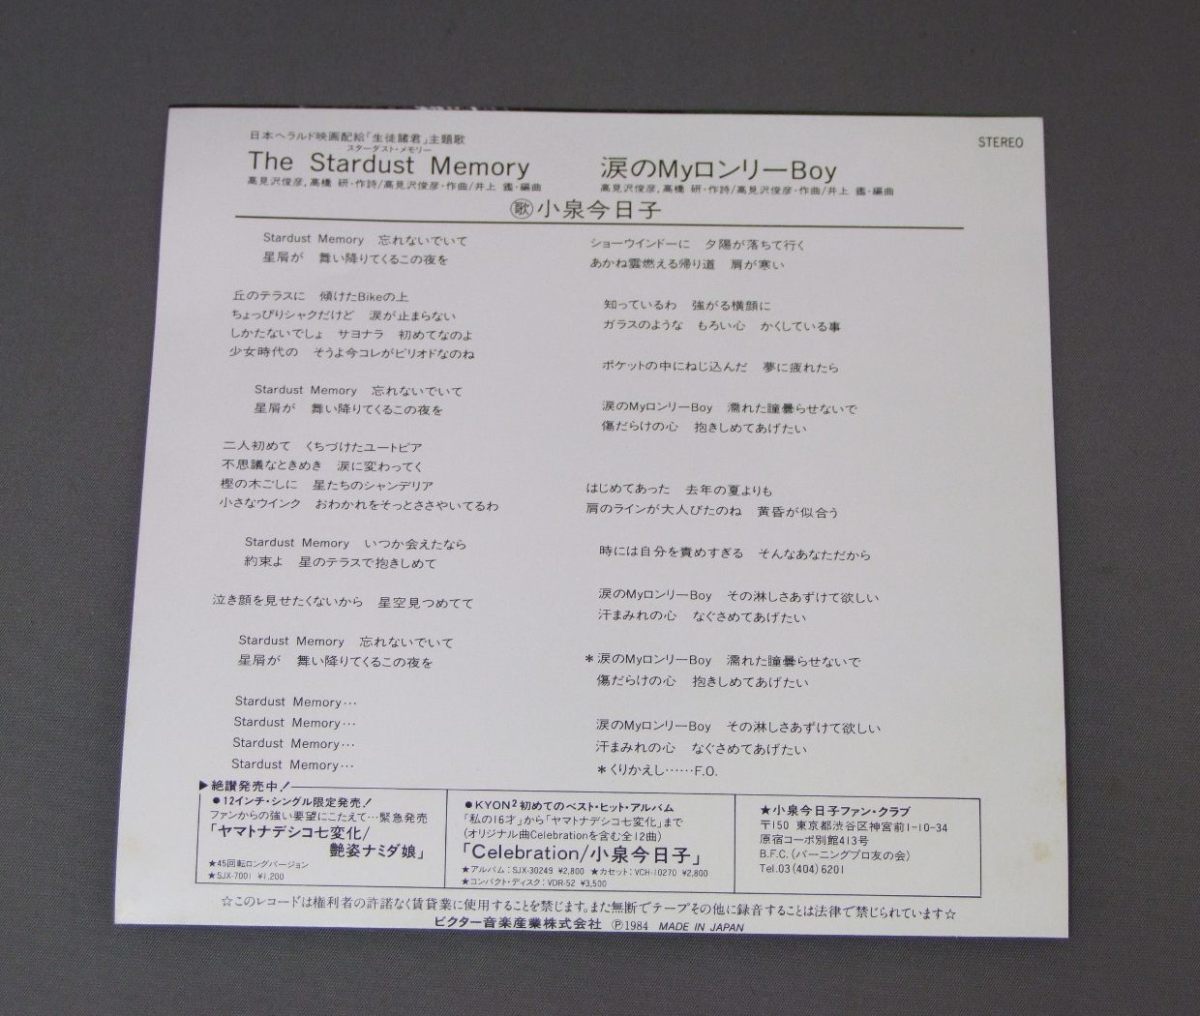 日本ヘラルド映画配給「生徒諸君」主題歌
スターダスト・メモリー
The Stardust Memory
高見沢俊彦,高橋 研・作詩/高見沢俊彦・作曲/井上 鑑・編曲
涙のMyロンリーBoy
高見沢俊彦,高橋 研・作詩/高見沢俊彦・作曲/井上 鑑・編曲
STEREO
㊿歌 小泉今日子
Stardust Memory 忘れないでいて
星屑が 舞い降りてくるこの夜を
丘のテラスに 傾けたBikeの上
ちょっぴりシャクだけど 涙が止まらない
しかたないでしょ サヨナラ 初めてなのよ
少女時代の そうよ今コレがピリオドなのね
Stardust Memory 忘れないでいて
星屑が 舞い降りてくるこの夜を
二人初めて くちづけたユートピア
不思議なときめき 涙に変わってく
樫の木ごしに 星たちのシャンデリア
小さなウインク おわかれをそっとささやいてるわ
Stardust Memory いつか会えたなら
約束よ 星のテラスで抱きしめて
泣き顔を見せたくないから 星空見つめてて
Stardust Memory 忘れないでいて
星屑が 舞い降りてくるこの夜を
Stardust Memory…
Stardust Memory…
Stardust Memory…
Stardust Memory…
ショーウインドーに 夕陽が落ちて行く
あかね雲燃える帰り道 肩が寒い
知っているわ 強がる横顔に
ガラスのような もろい心 かくしている事
ポケットの中にねじ込んだ 夢に疲れたら
涙のMyロンリーBoy 濡れた瞳曇らせないで
傷だらけの心 抱きしめてあげたい
はじめてあった 去年の夏よりも
肩のラインが大人びたのね 黄昏が似合う
時には自分を責めすぎる そんなあなただから
涙のMyロンリーBoy その淋しさあずけて欲しい
汗まみれの心 なぐさめてあげたい
＊涙のMyロンリーBoy 濡れた瞳曇らせないで
傷だらけの心 抱きしめてあげたい
涙のMyロンリーBoy その淋しさあずけて欲しい
汗まみれの心 なぐさめてあげたい
＊くりかえし……F.O.
▶絶讃発売中!
●12インチ・シングル限定発売!
ファンからの強い要望にこたえて…緊急発売
「ヤマトナデシコ七変化/
艶姿ナミダ娘」
★45回転ロングバージョン
★SJX-7001 ¥1,200
●KYON²初めてのベスト・ヒット・アルバム
「私の16才」から「ヤマトナデシコ七変化」まで
(オリジナル曲Celebrationを含む全12曲)
「Celebration/小泉今日子」
★アルバム：SJX-30249 ¥2,800 ★カセット：VCH-10270 ¥2,800
★コンパクト・ディスク：VDR-52 ¥3,500
★小泉今日子ファン・クラブ
〒150 東京都渋谷区神宮前1-10-34
原宿コーポ別館413号
B.F.C.(バーニングプロ友の会)
Tel.03(404)6201
☆このレコードは権利者の許諾なく賃貸業に使用することを禁じます。また無断でテープその他に録音することは法律で禁じられています☆
ビクター音楽産業株式会社 Ⓟ1984 MADE IN JAPAN